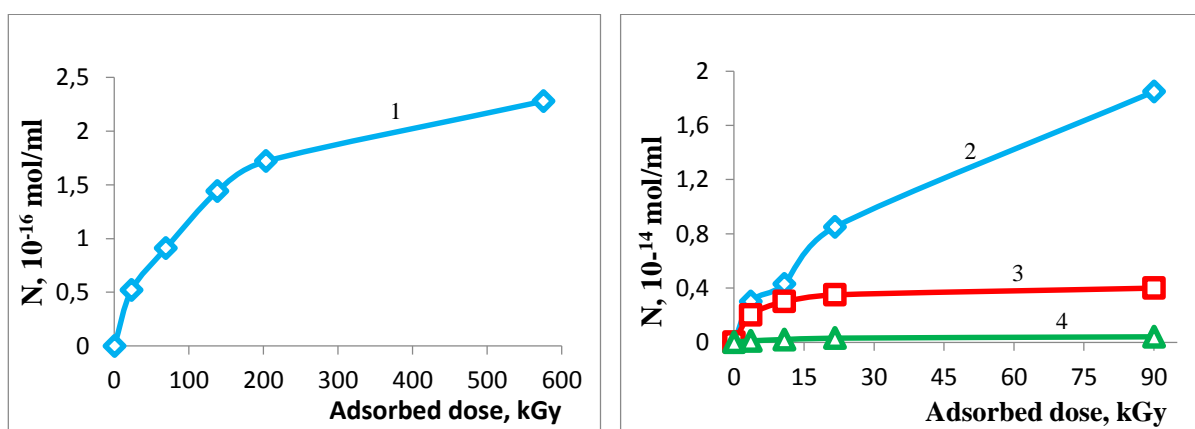 N, 10-16 mol/ml
2,5
2
1,5
1
0,5
0
0 100 200 300 400 500 600
Adsorbed dose, kGy
1
N, 10-14 mol/ml
2
1,6
1,2
0,8
0,4
0
0 15 30 45 60 75 90
Adsorbed dose, kGy
2
3
4